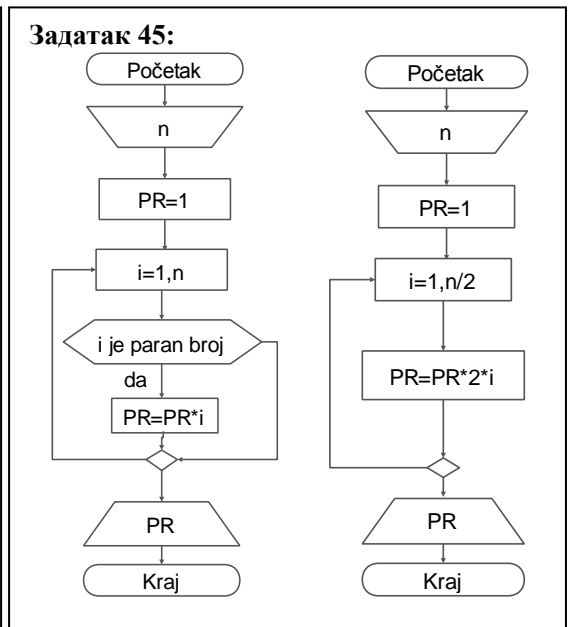 Задатак 45:
Početak
n
PR=1
i=1,n
i je paran broj
da
PR=PR*i
PR
Kraj
Početak
n
PR=1
i=1,n/2
PR=PR*2*i
PR
Kraj